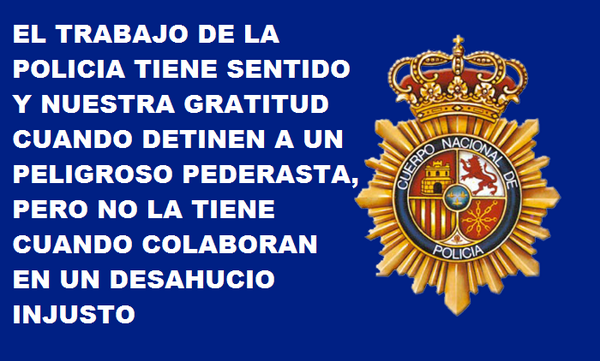 EL TRABAJO DE LA
POLICIA TIENE SENTIDO
Y NUESTRA GRATITUD
CUANDO DETINEN A UN
PELIGROSO PEDERASTA,
PERO NO LA TIENE
CUANDO COLABORAN
EN UN DESAHUCIO
INJUSTO
CUERPO NACIONAL DE
POLICIA